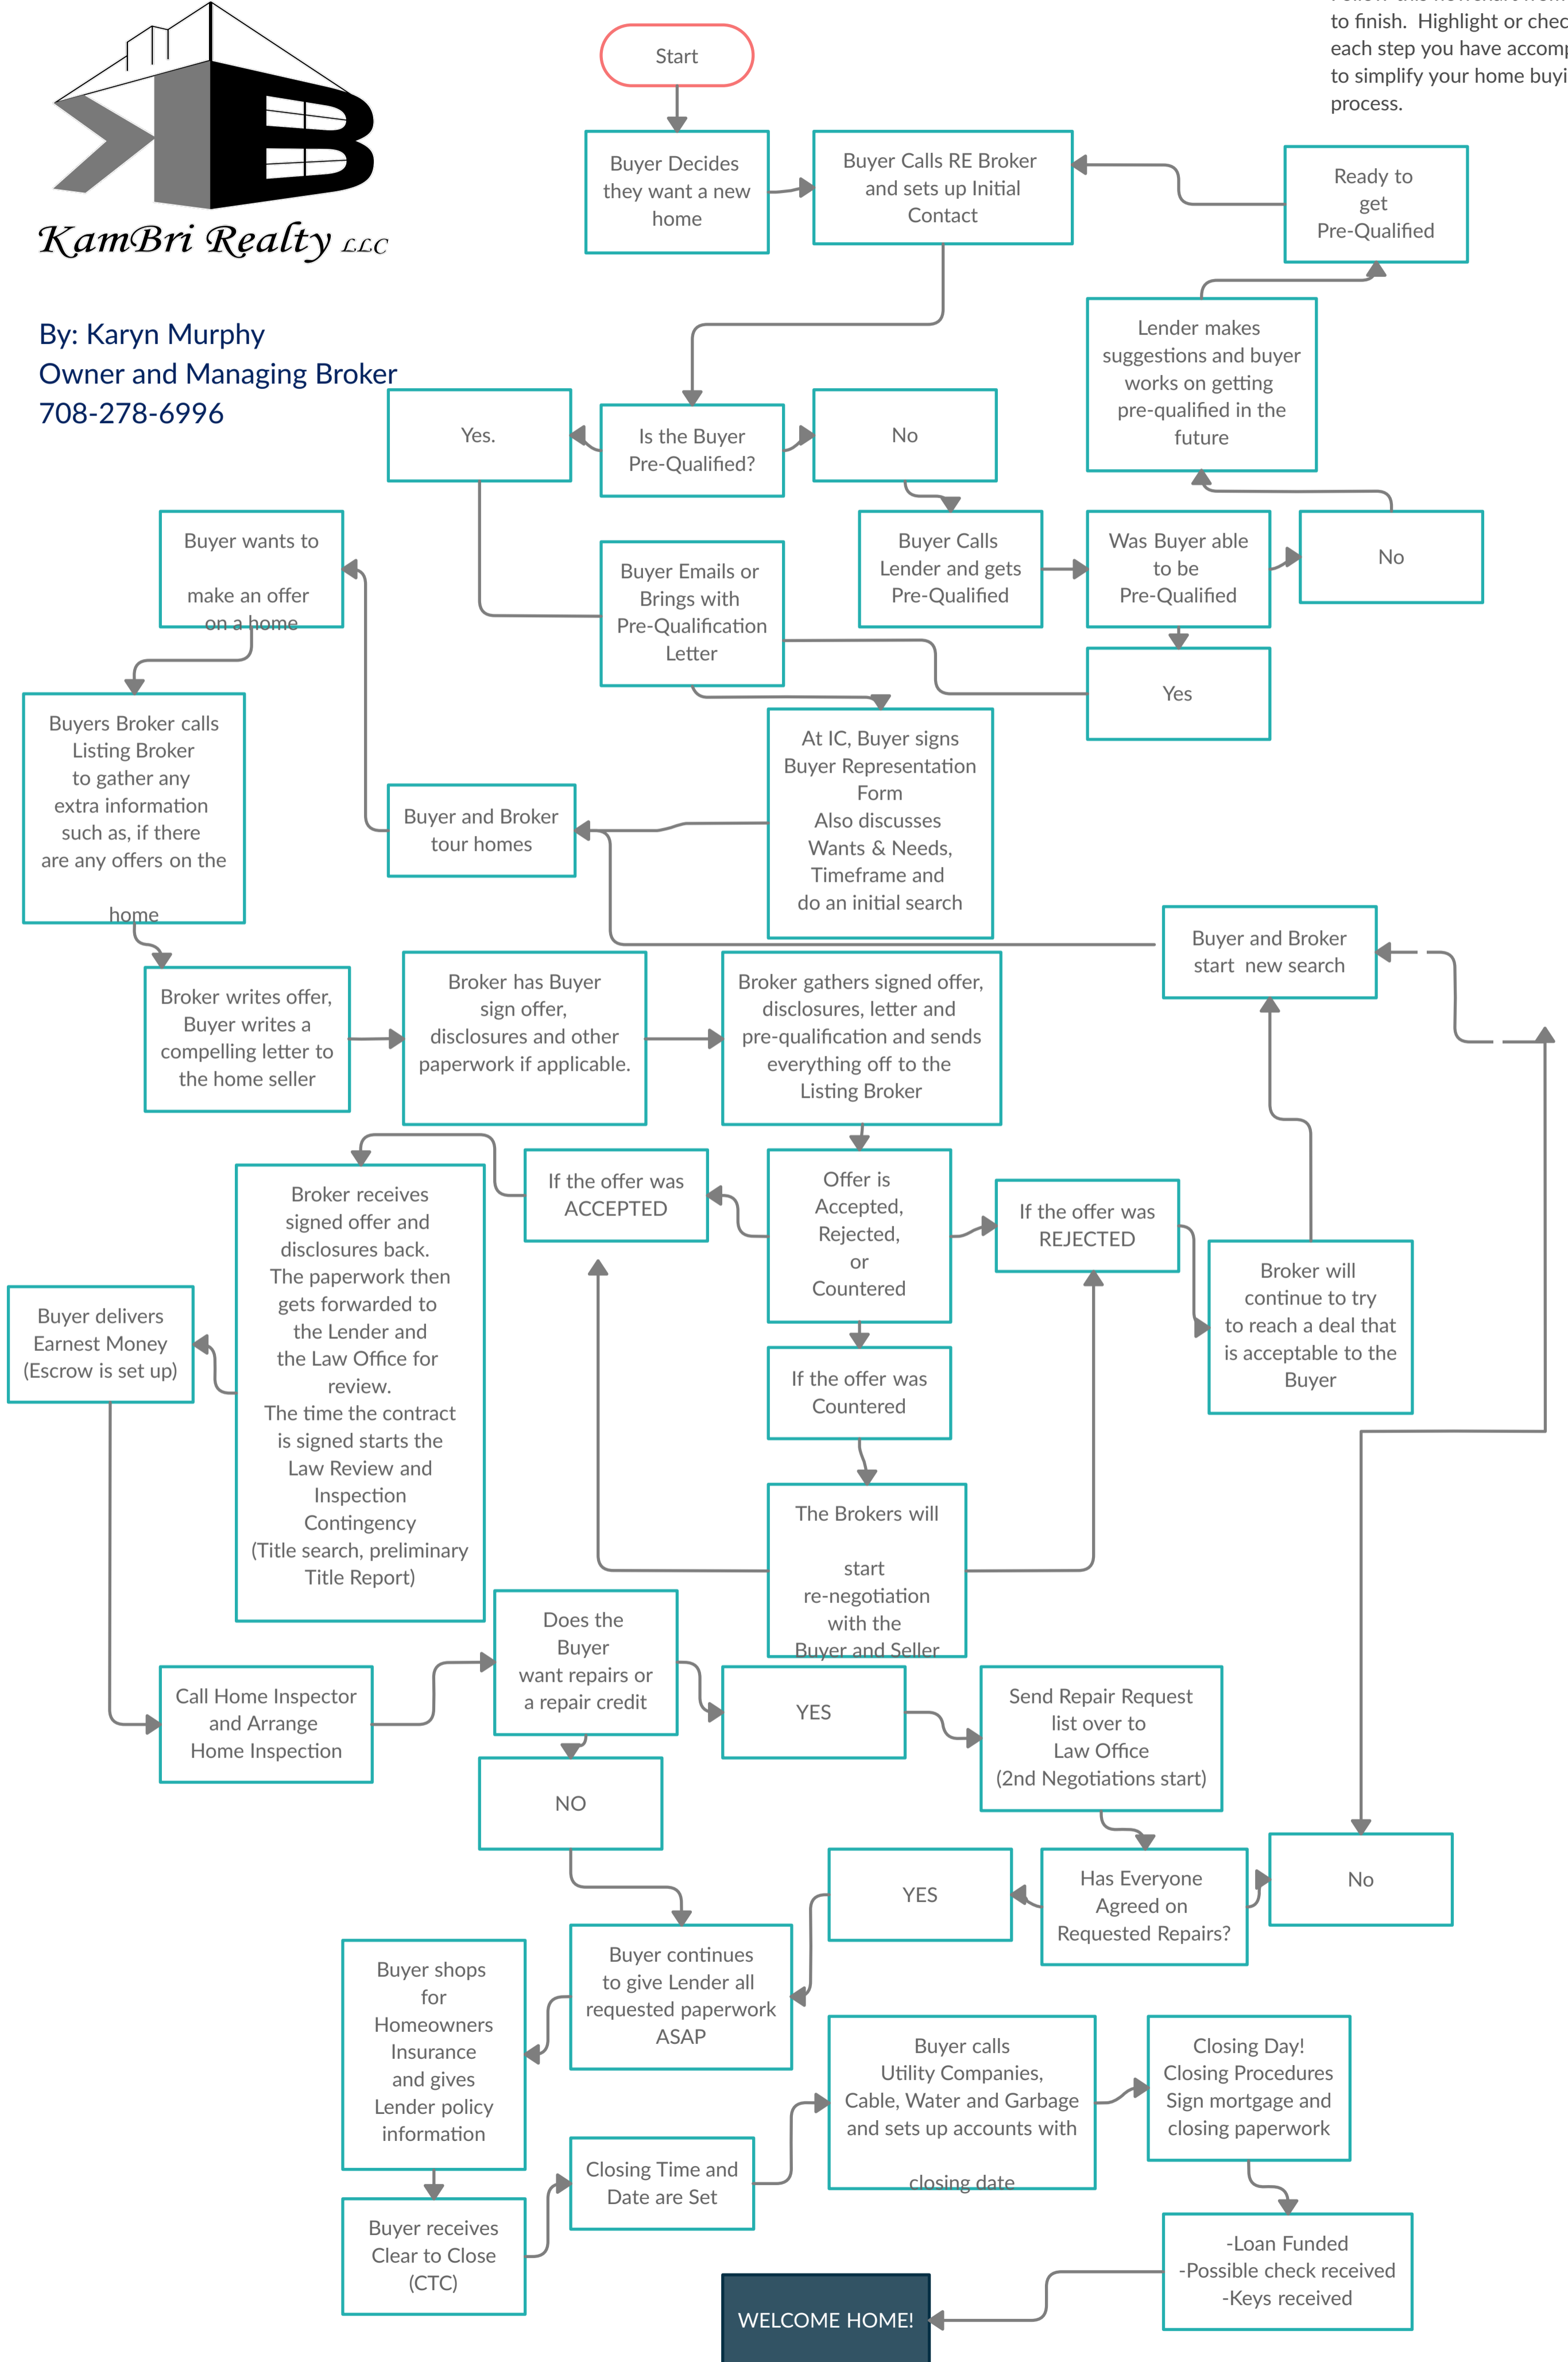 to finish. Highlight or chec
each step you have accomp
to simplify your home buyi
process.
KamBri Realty LLC
By: Karyn Murphy
Owner and Managing Broker
708-278-6996
Start
Buyer Decides
they want a new
home
Buyer Calls RE Broker
and sets up Initial
Contact
Ready to
get
Pre-Qualified
Lender makes
suggestions and buyer
works on getting
pre-qualified in the
future
Yes.
Is the Buyer
Pre-Qualified?
No
Buyer wants to
make an offer
on a home
Buyer Emails or
Brings with
Pre-Qualification
Letter
Buyer Calls
Lender and gets
Pre-Qualified
Was Buyer able
to be
Pre-Qualified
No
Yes
Buyers Broker calls
Listing Broker
to gather any
extra information
such as, if there
are any offers on the
home
Buyer and Broker
tour homes
At IC, Buyer signs
Buyer Representation
Form
Also discusses
Wants & Needs,
Timeframe and
do an initial search
Buyer and Broker
start new search
Broker writes offer,
Buyer writes a
compelling letter to
the home seller
Broker has Buyer
sign offer,
disclosures and other
paperwork if applicable.
Broker gathers signed offer,
disclosures, letter and
pre-qualification and sends
everything off to the
Listing Broker
If the offer was
ACCEPTED
Offer is
Accepted,
Rejected,
or
Countered
If the offer was
REJECTED
Broker will
continue to try
to reach a deal that
is acceptable to the
Buyer
Broker receives
signed offer and
disclosures back.
The paperwork then
gets forwarded to
the Lender and
the Law Office for
review.
The time the contract
is signed starts the
Law Review and
Inspection
Contingency
(Title search, preliminary
Title Report)
Buyer delivers
Earnest Money
(Escrow is set up)
If the offer was
Countered
The Brokers will
start
re-negotiation
with the
Buyer and Seller
Call Home Inspector
and Arrange
Home Inspection
Does the
Buyer
want repairs or
a repair credit
YES
Send Repair Request
list over to
Law Office
(2nd Negotiations start)
NO
YES
Has Everyone
Agreed on
Requested Repairs?
No
Buyer continues
to give Lender all
requested paperwork
ASAP
Buyer shops
for
Homeowners
Insurance
and gives
Lender policy
information
Buyer calls
Utility Companies,
Cable, Water and Garbage
and sets up accounts with
closing date
Closing Day!
Closing Procedures
Sign mortgage and
closing paperwork
Closing Time and
Date are Set
Buyer receives
Clear to Close
(CTC)
-Loan Funded
-Possible check received
-Keys received
WELCOME HOME!